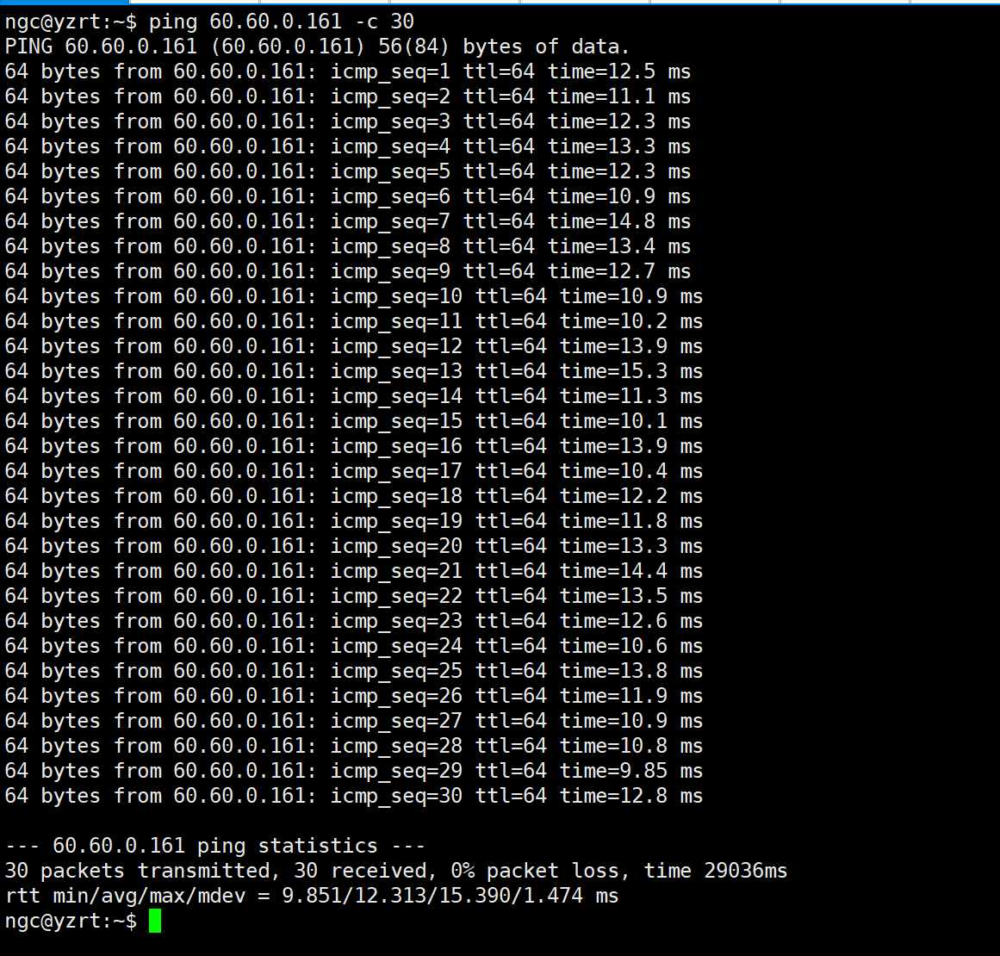 ngc@yzrt:~$ ping 60.60.0.161 -c 30
PING 60.60.0.161 (60.60.0.161) 56(84) bytes of data.
64 bytes from 60.60.0.161: icmp_seq=1 ttl=64 time=12.5 ms
64 bytes from 60.60.0.161: icmp_seq=2 ttl=64 time=11.1 ms
64 bytes from 60.60.0.161: icmp_seq=3 ttl=64 time=12.3 ms
64 bytes from 60.60.0.161: icmp_seq=4 ttl=64 time=13.3 ms
64 bytes from 60.60.0.161: icmp_seq=5 ttl=64 time=12.3 ms
64 bytes from 60.60.0.161: icmp_seq=6 ttl=64 time=10.9 ms
64 bytes from 60.60.0.161: icmp_seq=7 ttl=64 time=14.8 ms
64 bytes from 60.60.0.161: icmp_seq=8 ttl=64 time=13.4 ms
64 bytes from 60.60.0.161: icmp_seq=9 ttl=64 time=12.7 ms
64 bytes from 60.60.0.161: icmp_seq=10 ttl=64 time=10.9 ms
64 bytes from 60.60.0.161: icmp_seq=11 ttl=64 time=10.2 ms
64 bytes from 60.60.0.161: icmp_seq=12 ttl=64 time=13.9 ms
64 bytes from 60.60.0.161: icmp_seq=13 ttl=64 time=15.3 ms
64 bytes from 60.60.0.161: icmp_seq=14 ttl=64 time=11.3 ms
64 bytes from 60.60.0.161: icmp_seq=15 ttl=64 time=10.1 ms
64 bytes from 60.60.0.161: icmp_seq=16 ttl=64 time=13.9 ms
64 bytes from 60.60.0.161: icmp_seq=17 ttl=64 time=10.4 ms
64 bytes from 60.60.0.161: icmp_seq=18 ttl=64 time=12.2 ms
64 bytes from 60.60.0.161: icmp_seq=19 ttl=64 time=11.8 ms
64 bytes from 60.60.0.161: icmp_seq=20 ttl=64 time=13.3 ms
64 bytes from 60.60.0.161: icmp_seq=21 ttl=64 time=14.4 ms
64 bytes from 60.60.0.161: icmp_seq=22 ttl=64 time=13.5 ms
64 bytes from 60.60.0.161: icmp_seq=23 ttl=64 time=12.6 ms
64 bytes from 60.60.0.161: icmp_seq=24 ttl=64 time=10.6 ms
64 bytes from 60.60.0.161: icmp_seq=25 ttl=64 time=13.8 ms
64 bytes from 60.60.0.161: icmp_seq=26 ttl=64 time=11.9 ms
64 bytes from 60.60.0.161: icmp_seq=27 ttl=64 time=10.9 ms
64 bytes from 60.60.0.161: icmp_seq=28 ttl=64 time=10.8 ms
64 bytes from 60.60.0.161: icmp_seq=29 ttl=64 time=9.85 ms
64 bytes from 60.60.0.161: icmp_seq=30 ttl=64 time=12.8 ms
--- 60.60.0.161 ping statistics ---
30 packets transmitted, 30 received, 0% packet loss, time 29036ms
rtt min/avg/max/mdev = 9.851/12.313/15.390/1.474 ms
ngc@yzrt:~$